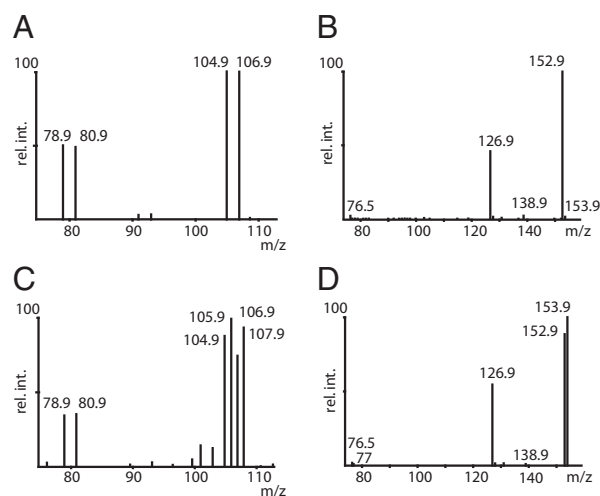 A
100
rel. int.
104.9 106.9
78.9 80.9
80 90 100 110
m/z
B
100
rel. int.
152.9
126.9
76.5
138.9
153.9
80 100 120 140
m/z
C
100
rel. int.
105.9 106.9
104.9 107.9
78.9 80.9
80 90 100 110
m/z
D
100
rel. int.
153.9
152.9
126.9
76.5
77
138.9
80 100 120 140
m/z